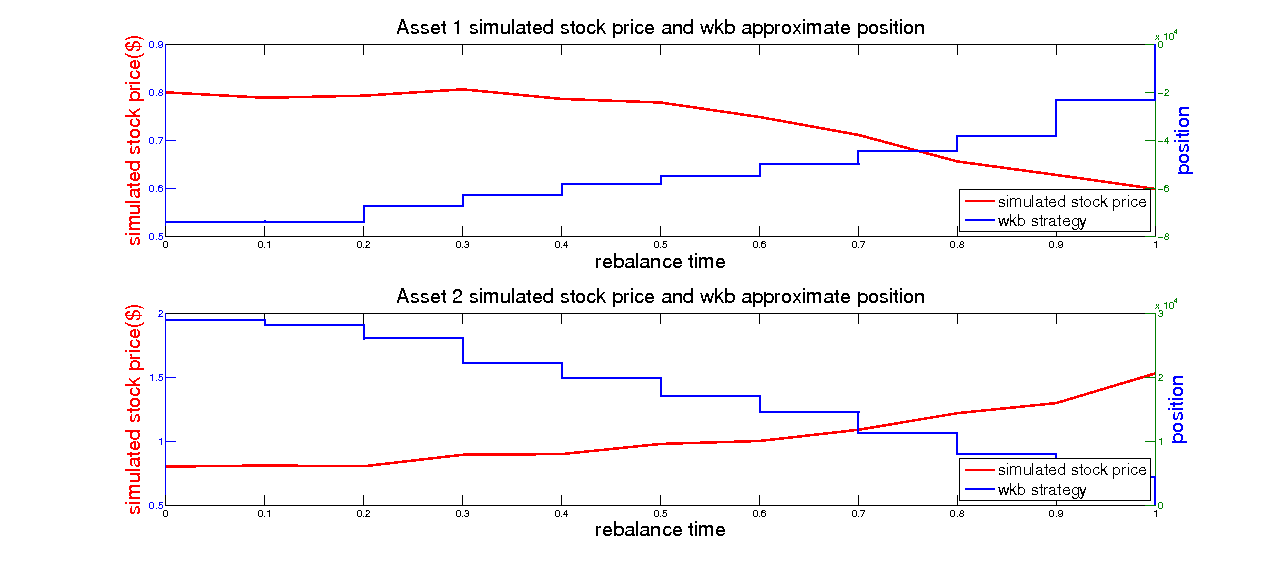 Asset 1 simulated stock price and wkb approximate position
x 10^4
simulated stock price($)
0.9
0.8
0.7
0.6
0.5
0
-2
-4
-6
-8
position
simulated stock price
wkb strategy
0 0.1 0.2 0.3 0.4 0.5 0.6 0.7 0.8 0.9 1
rebalance time
Asset 2 simulated stock price and wkb approximate position
x 10^4
simulated stock price($)
2
1.5
1
0.5
3
2
1
0
position
simulated stock price
wkb strategy
0 0.1 0.2 0.3 0.4 0.5 0.6 0.7 0.8 0.9 1
rebalance time